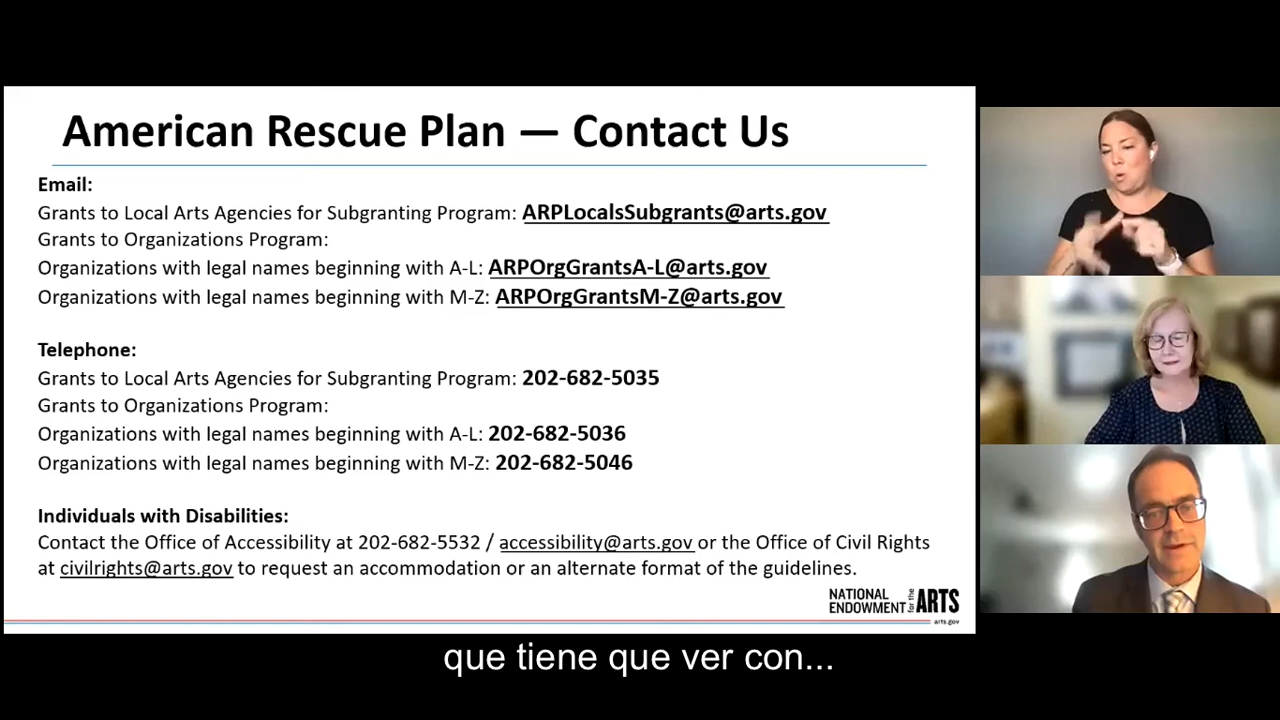 American Rescue Plan — Contact Us
Email:
Grants to Local Arts Agencies for Subgranting Program: ARPLocalsSubgrants@arts.gov
Grants to Organizations Program:
Organizations with legal names beginning with A-L: ARPOrgGrantsA-L@arts.gov
Organizations with legal names beginning with M-Z: ARPOrgGrantsM-Z@arts.gov
Telephone:
Grants to Local Arts Agencies for Subgranting Program: 202-682-5035
Grants to Organizations Program:
Organizations with legal names beginning with A-L: 202-682-5036
Organizations with legal names beginning with M-Z: 202-682-5046
Individuals with Disabilities:
Contact the Office of Accessibility at 202-682-5532 / accessibility@arts.gov or the Office of Civil Rights
at civilrights@arts.gov to request an accommodation or an alternate format of the guidelines.
NATIONAL
ENDOWMENT for the ARTS
arts.gov
que tiene que ver con...